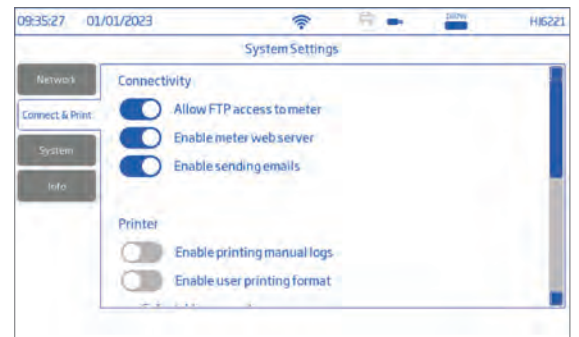 09:35:27 01/01/2023 HI6221
System Settings
Network
Connect & Print
System
Info
Connectivity
Allow FTP access to meter
Enable meter web server
Enable sending emails
Printer
Enable printing manual logs
Enable user printing format